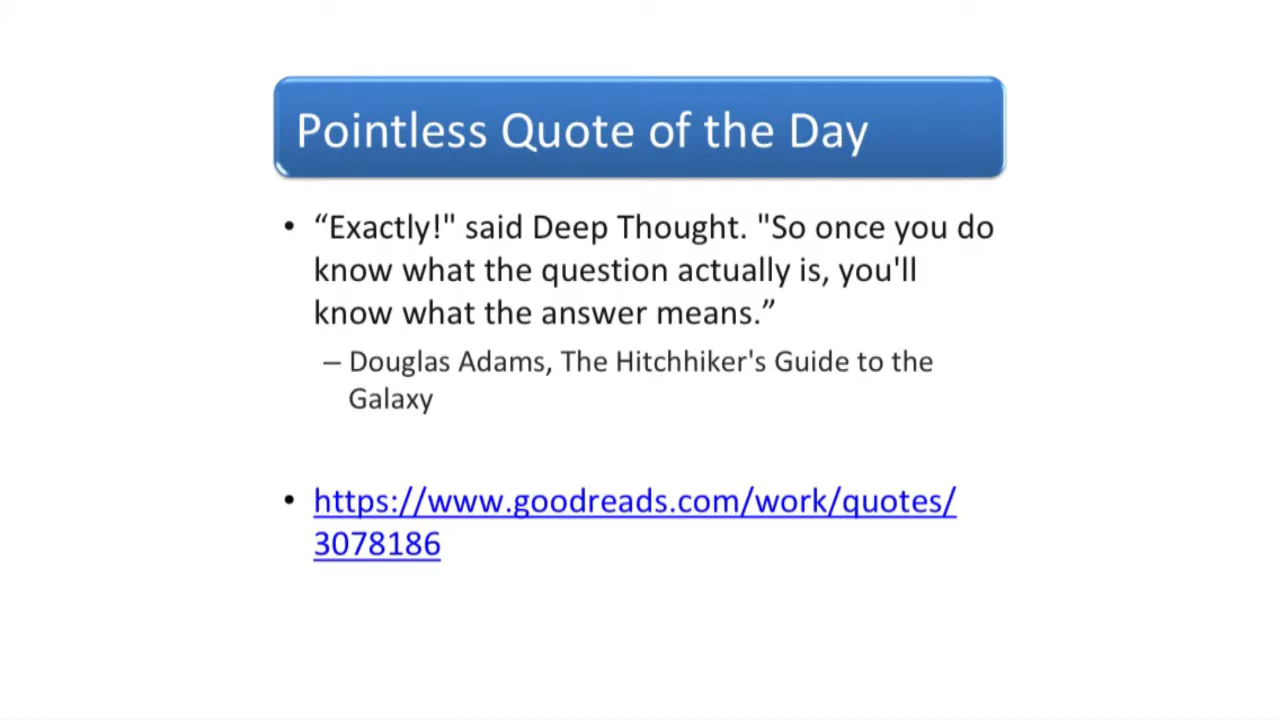 Pointless Quote of the Day
• “Exactly!" said Deep Thought. "So once you do
know what the question actually is, you'll
know what the answer means.”
– Douglas Adams, The Hitchhiker's Guide to the
Galaxy
• https://www.goodreads.com/work/quotes/
3078186